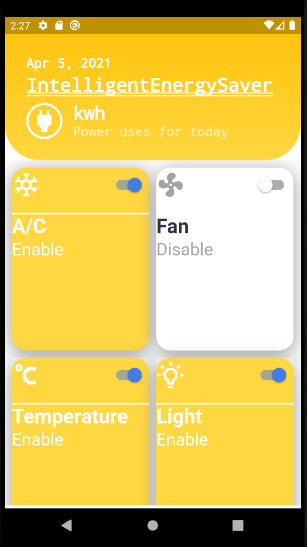 2:27
Apr 5, 2021
IntelligentEnergySaver
kwh
Power uses for today
A/C
Enable
Fan
Disable
°C
Temperature
Enable
Light
Enable